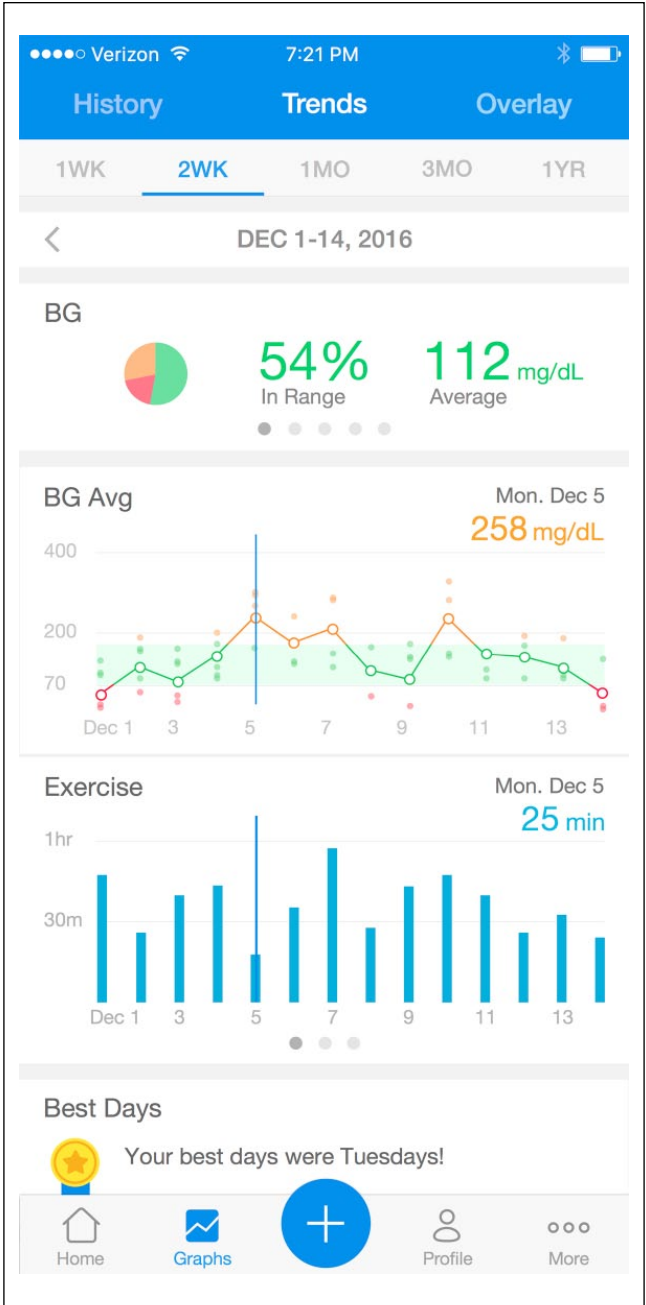 Verizon 7:21 PM
History Trends Overlay
1WK 2WK 1MO 3MO 1YR
DEC 1-14, 2016
BG
54% 112 mg/dL
In Range Average
BG Avg Mon. Dec 5
258 mg/dL
400
200
70
Dec 1 3 5 7 9 11 13
Exercise Mon. Dec 5
25 min
1hr
30m
Dec 1 3 5 7 9 11 13
Best Days
Your best days were Tuesdays!
Home Graphs Profile More